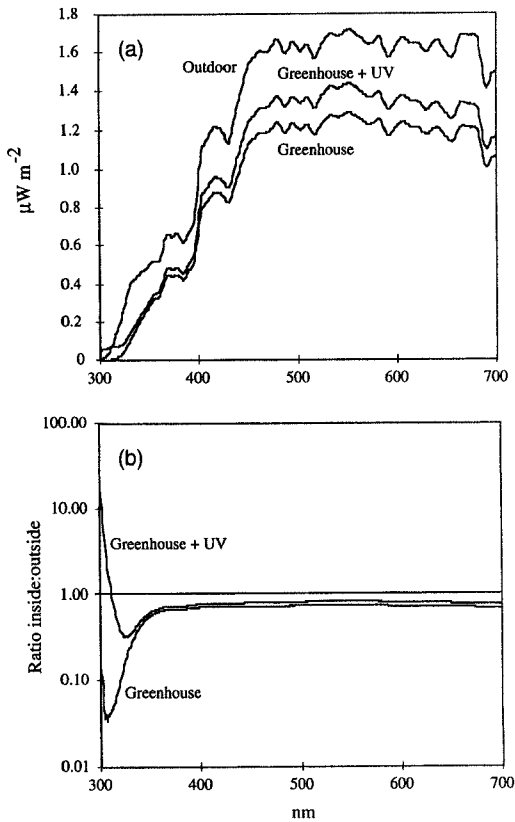 (a)
1.8
1.6
1.4
1.2
1.0
0.8
0.6
0.4
0.2
0
µW m-2
Outdoor
Greenhouse + UV
Greenhouse
300
400
500
600
700
(b)
100.00
10.00
1.00
0.10
0.01
Ratio inside:outside
Greenhouse + UV
Greenhouse
300
400
500
600
700
nm